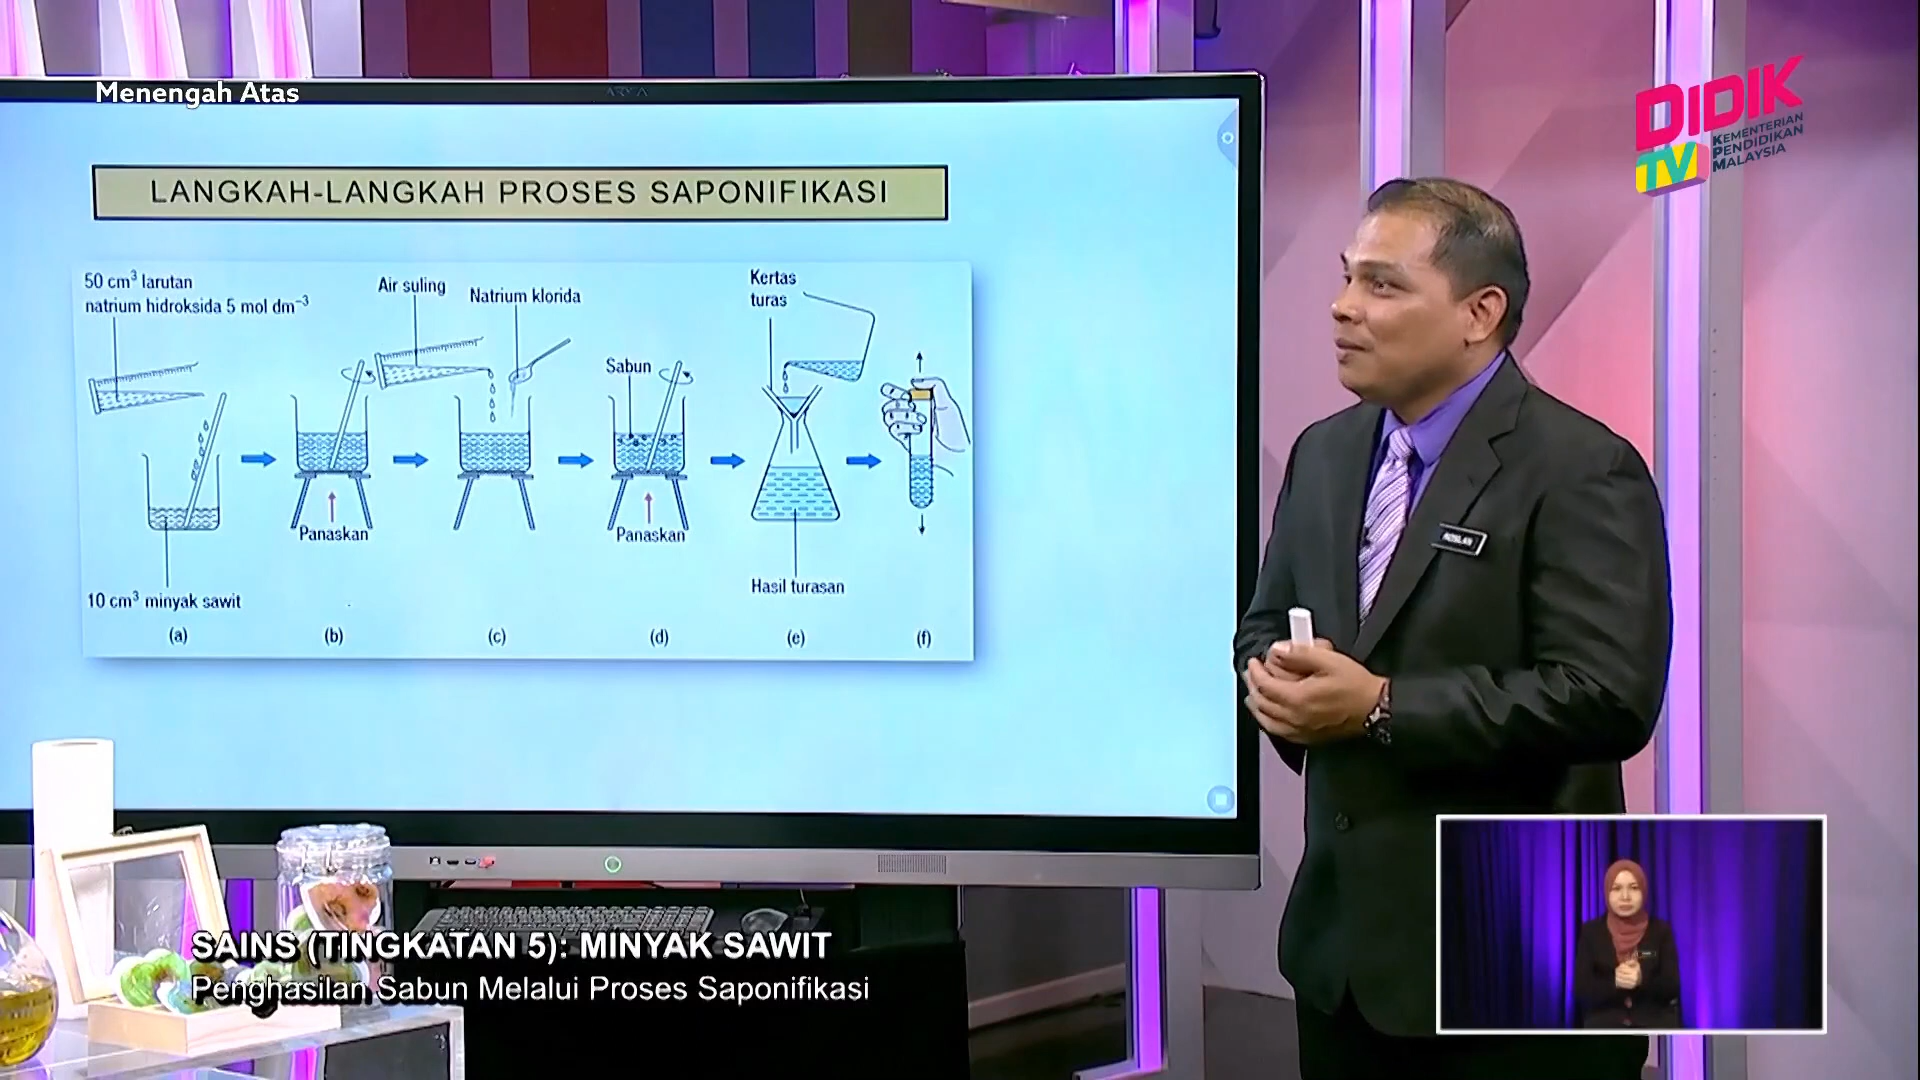 Menengah Atas
DIDIK
TV
KEMENTERIAN
PENDIDIKAN
MALAYSIA
LANGKAH-LANGKAH PROSES SAPONIFIKASI
50 cm³ larutan
natrium hidroksida 5 mol dm⁻³
Air suling
Natrium klorida
Kertas
turas
Sabun
Panaskan
Panaskan
Hasil turasan
10 cm³ minyak sawit
(a)
(b)
(c)
(d)
(e)
(f)
ROSLAN
SAINS (TINGKATAN 5): MINYAK SAWIT
Penghasilan Sabun Melalui Proses Saponifikasi